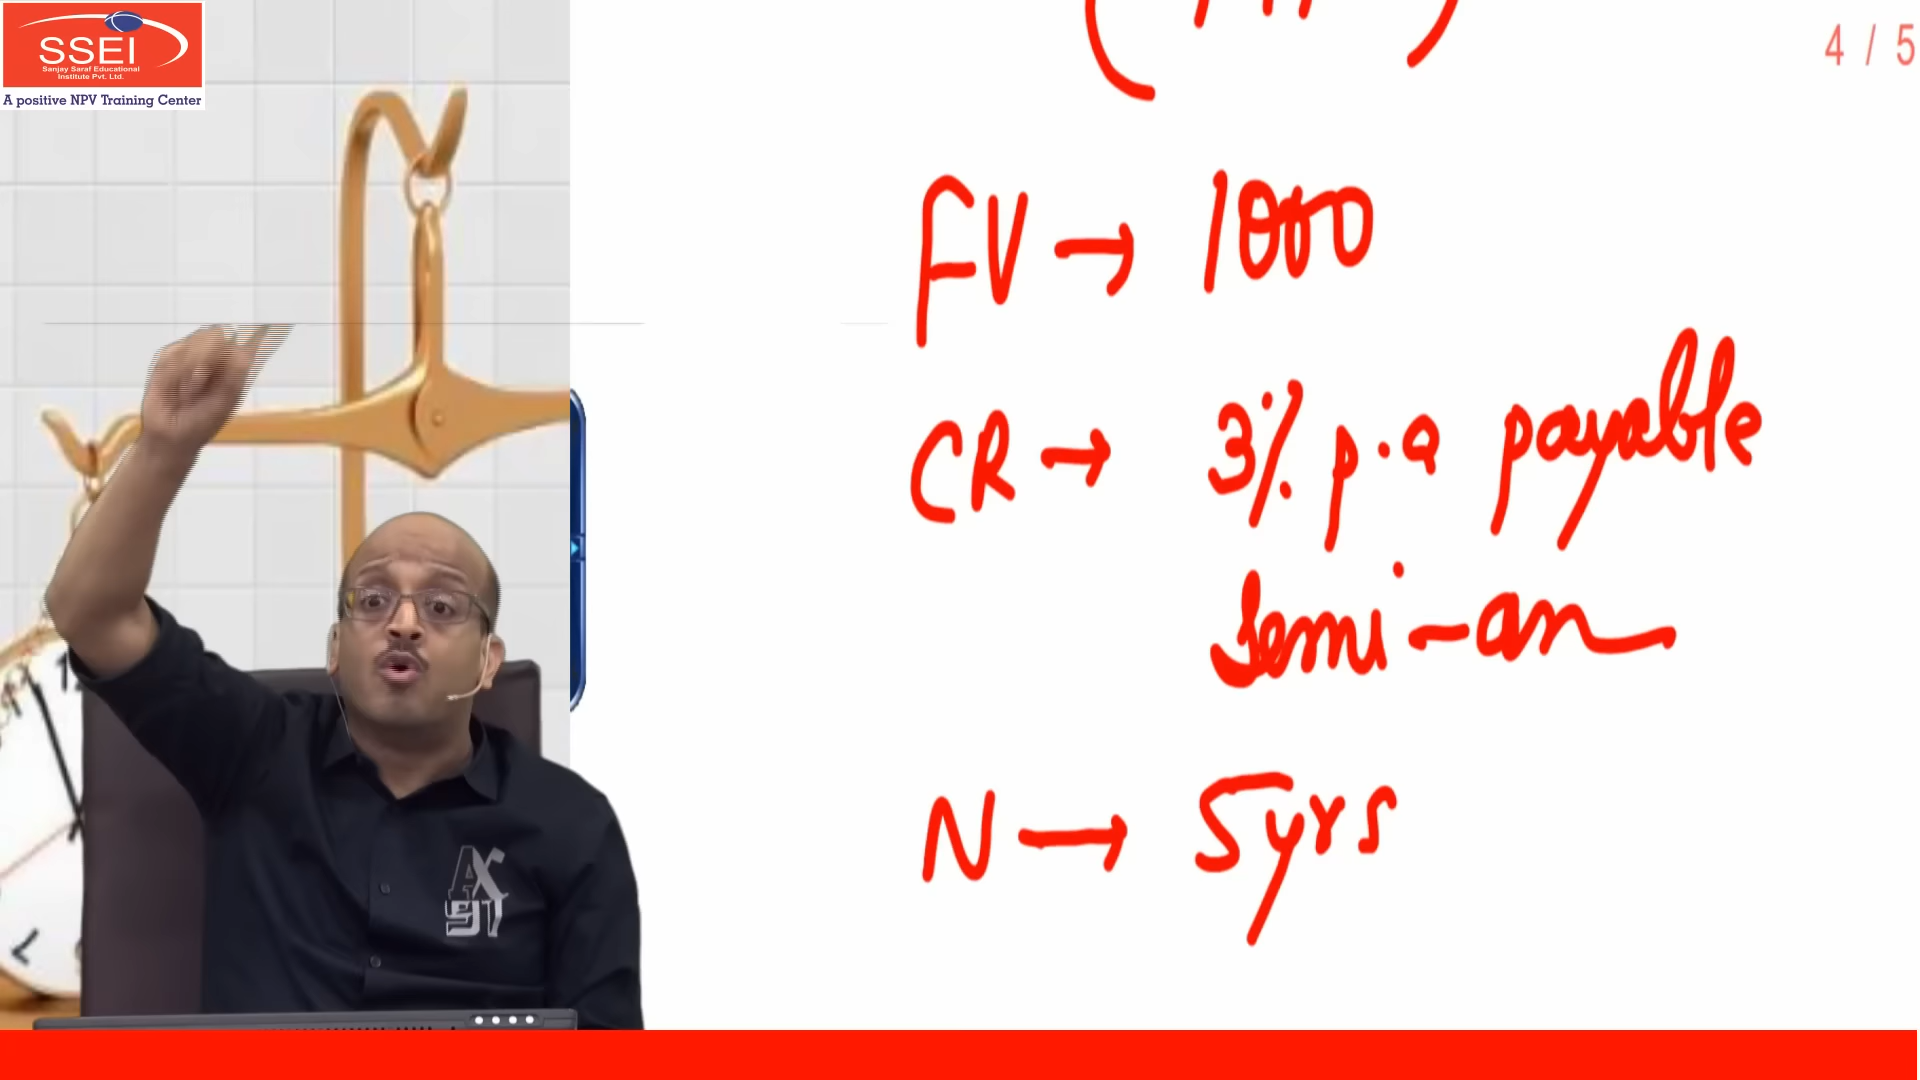 SSEI
Sanjay Saraf Educational
Institute Pvt. Ltd.
A positive NPV Training Center
4 / 5
FV → 1000
CR → 3% p.a payable
Semi-an
N → 5yrs
12